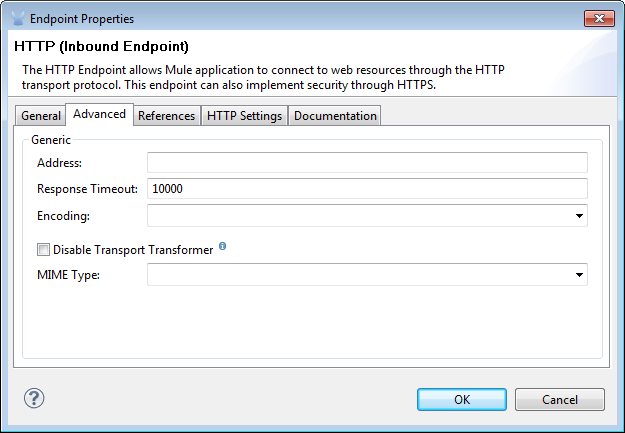 Endpoint Properties
HTTP (Inbound Endpoint)
The HTTP Endpoint allows Mule application to connect to web resources through the HTTP
transport protocol. This endpoint can also implement security through HTTPS.
General Advanced References HTTP Settings Documentation
Generic
Address:
Response Timeout: 10000
Encoding:
Disable Transport Transformer
MIME Type:
OK Cancel